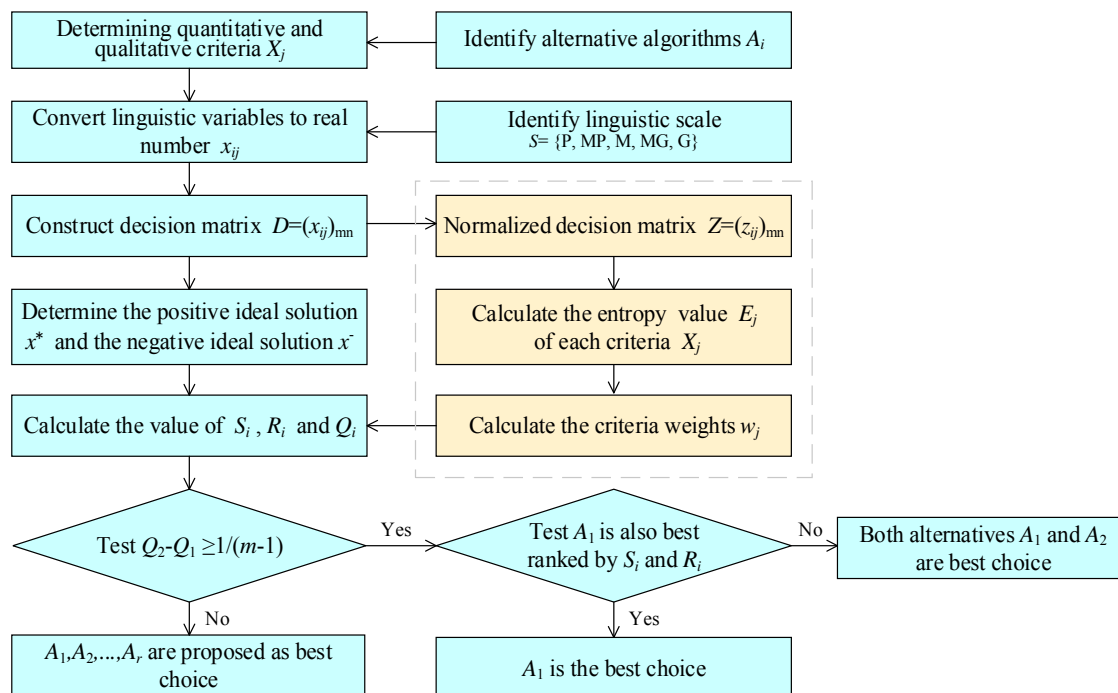 Determining quantitative and
qualitative criteria Xj
Identify alternative algorithms Ai
Convert linguistic variables to real
number xij
Identify linguistic scale
S= {P, MP, M, MG, G}
Construct decision matrix D=(xij)mn
Normalized decision matrix Z=(zij)mn
Determine the positive ideal solution
x* and the negative ideal solution x-
Calculate the entropy value Ej
of each criteria Xj
Calculate the value of Si , Ri and Qi
Calculate the criteria weights wj
Test Q2-Q1 ≥1/(m-1)
Yes
Test A1 is also best
ranked by Si and Ri
No
Both alternatives A1 and A2
are best choice
No
Yes
A1,A2,...,Ar are proposed as best
choice
A1 is the best choice